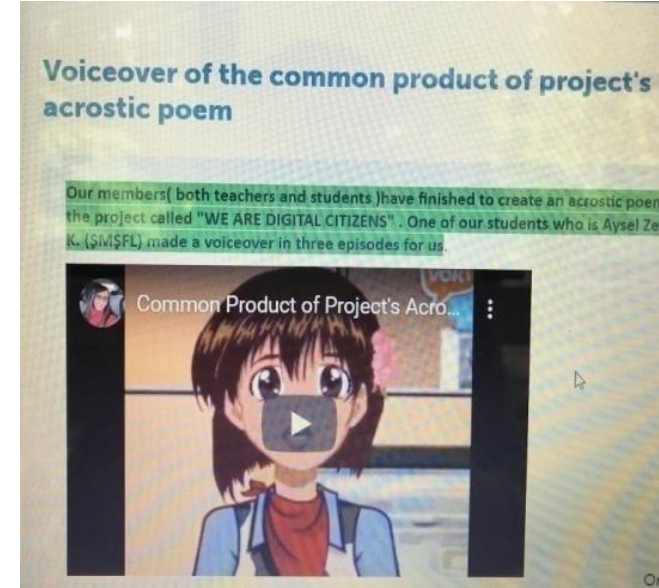 Voiceover of the common product of project's
acrostic poem
Our members( both teachers and students )have finished to create an acrostic poem
the project called "WE ARE DIGITAL CITIZENS" . One of our students who is Aysel Ze
K. (ŞMŞFL) made a voiceover in three episodes for us.
VOKI
Common Product of Project's Acro...